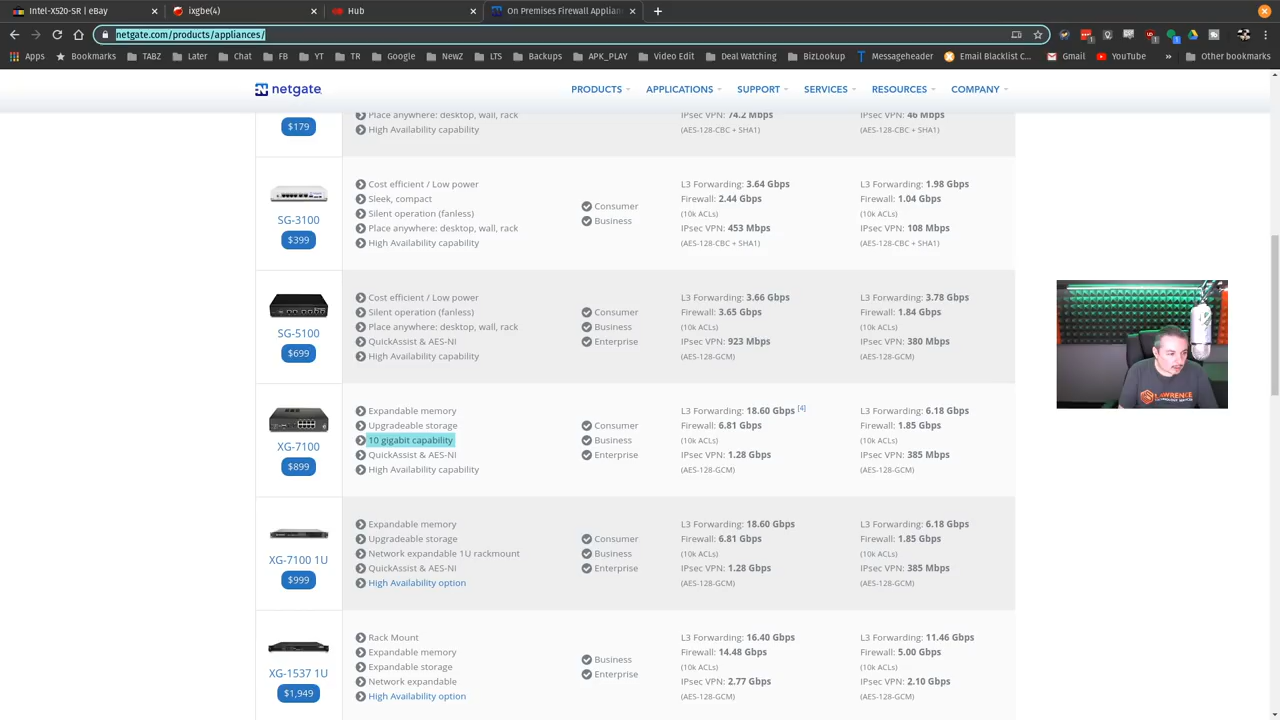 Intel-X520-SR | eBay
ixgbe(4)
Hub
On Premises Firewall Applian
netgate.com/products/appliances/
Apps
Bookmarks
TABZ
Later
Chat
FB
YT
TR
Google
NewZ
LTS
Backups
APK_PLAY
Video Edit
Deal Watching
BizLookup
Messageheader
Email Blacklist C...
Gmail
YouTube
»
Other bookmarks
netgate
PRODUCTS
APPLICATIONS
SUPPORT
SERVICES
RESOURCES
COMPANY
$179
Place anywhere: desktop, wall, rack
High Availability capability
IPsec VPN: 74.2 Mbps
(AES-128-CBC + SHA1)
IPsec VPN: 46 Mbps
(AES-128-CBC + SHA1)
SG-3100
$399
Cost efficient / Low power
Sleek, compact
Silent operation (fanless)
Place anywhere: desktop, wall, rack
High Availability capability
Consumer
Business
L3 Forwarding: 3.64 Gbps
Firewall: 2.44 Gbps
(10k ACLs)
IPsec VPN: 453 Mbps
(AES-128-CBC + SHA1)
L3 Forwarding: 1.98 Gbps
Firewall: 1.04 Gbps
(10k ACLs)
IPsec VPN: 108 Mbps
(AES-128-CBC + SHA1)
SG-5100
$699
Cost efficient / Low power
Silent operation (fanless)
Place anywhere: desktop, wall, rack
QuickAssist & AES-NI
High Availability capability
Consumer
Business
Enterprise
L3 Forwarding: 3.66 Gbps
Firewall: 3.65 Gbps
(10k ACLs)
IPsec VPN: 923 Mbps
(AES-128-GCM)
L3 Forwarding: 3.78 Gbps
Firewall: 1.84 Gbps
(10k ACLs)
IPsec VPN: 380 Mbps
(AES-128-GCM)
XG-7100
$899
Expandable memory
Upgradeable storage
10 gigabit capability
QuickAssist & AES-NI
High Availability capability
Consumer
Business
Enterprise
L3 Forwarding: 18.60 Gbps [4]
Firewall: 6.81 Gbps
(10k ACLs)
IPsec VPN: 1.28 Gbps
(AES-128-GCM)
L3 Forwarding: 6.18 Gbps
Firewall: 1.85 Gbps
(10k ACLs)
IPsec VPN: 385 Mbps
(AES-128-GCM)
XG-7100 1U
$999
Expandable memory
Upgradeable storage
Network expandable 1U rackmount
QuickAssist & AES-NI
High Availability option
Consumer
Business
Enterprise
L3 Forwarding: 18.60 Gbps
Firewall: 6.81 Gbps
(10k ACLs)
IPsec VPN: 1.28 Gbps
(AES-128-GCM)
L3 Forwarding: 6.18 Gbps
Firewall: 1.85 Gbps
(10k ACLs)
IPsec VPN: 385 Mbps
(AES-128-GCM)
XG-1537 1U
$1,949
Rack Mount
Expandable memory
Expandable storage
Network expandable
High Availability option
Business
Enterprise
L3 Forwarding: 16.40 Gbps
Firewall: 14.48 Gbps
(10k ACLs)
IPsec VPN: 2.77 Gbps
(AES-128-GCM)
L3 Forwarding: 11.46 Gbps
Firewall: 5.00 Gbps
(10k ACLs)
IPsec VPN: 2.10 Gbps
(AES-128-GCM)
LAWRENCE